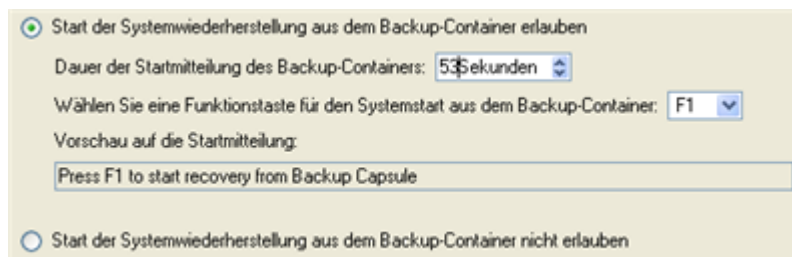 Start der Systemwiederherstellung aus dem Backup-Container erlauben
Dauer der Startmitteilung des Backup-Containers: 53Sekunden
Wählen Sie eine Funktionstaste für den Systemstart aus dem Backup-Container: F1
Vorschau auf die Startmitteilung:
Press F1 to start recovery from Backup Capsule
Start der Systemwiederherstellung aus dem Backup-Container nicht erlauben